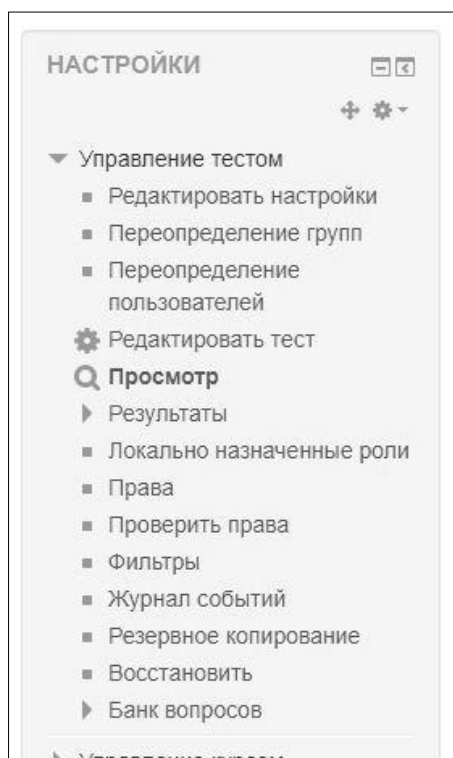 НАСТРОЙКИ
Управление тестом
Редактировать настройки
Переопределение групп
Переопределение
пользователей
Редактировать тест
Просмотр
Результаты
Локально назначенные роли
Права
Проверить права
Фильтры
Журнал событий
Резервное копирование
Восстановить
Банк вопросов